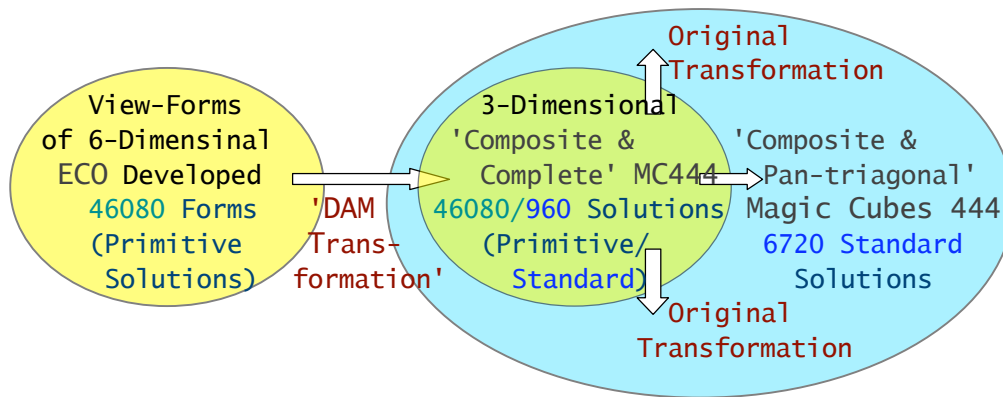 View-Forms
of 6-Dimensinal
ECO Developed
46080 Forms
(Primitive
Solutions)
'DAM
Trans-
formation'
3-Dimensional
'Composite &
Complete' MC444
46080/960 Solutions
(Primitive/
Standard)
Original
Transformation
'Composite &
Pan-triagonal'
Magic Cubes 444
6720 Standard
Solutions
Original
Transformation